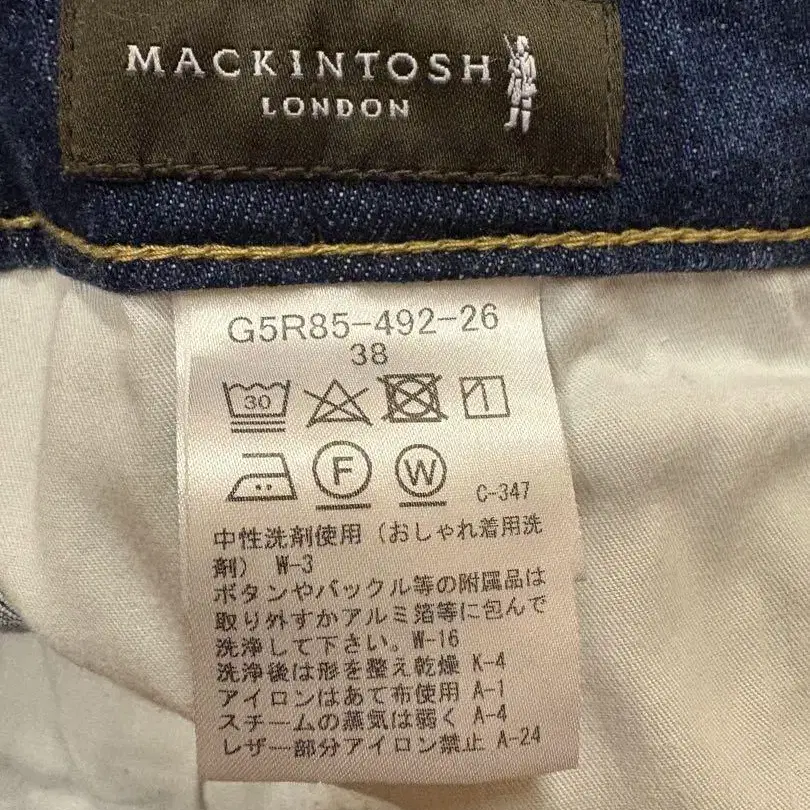 MACKINTOSH
LONDON
G5R85-492-26
38
30
F
W
C-347
中性洗剤使用（おしゃれ着用洗
剤） W-3
ボタンやバックル等の附属品は
取り外すかアルミ箔等に包んで
洗浄して下さい。W-16
洗浄後は形を整え乾燥 K-4
アイロンはあて布使用 A-1
スチームの蒸気は弱く A-4
レザー部分アイロン禁止 A-24